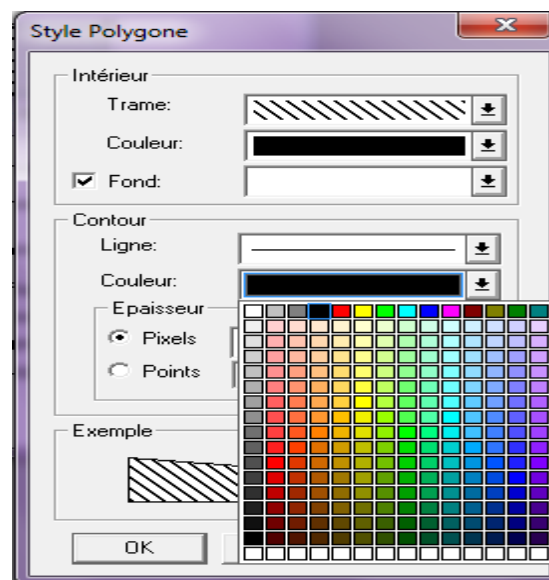 Style Polygone
Intérieur
Trame:
Couleur:
Fond:
Contour
Ligne:
Couleur:
Epaisseur
Pixels
Points
Exemple
OK